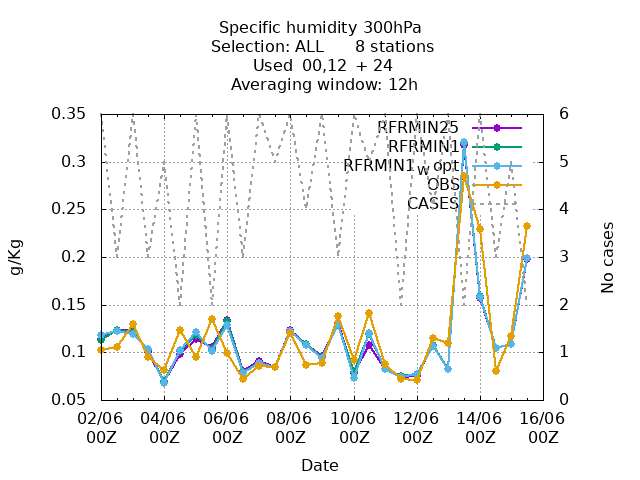 Specific humidity 300hPa
Selection: ALL 8 stations
Used 00,12 + 24
Averaging window: 12h
g/Kg
No cases
0.35
0.3
0.25
0.2
0.15
0.1
0.05
6
5
4
3
2
1
0
RFRMIN25
RFRMIN1
RFRMIN1_w opt
OBS
CASES
02/06 04/06 06/06 08/06 10/06 12/06 14/06 16/06
00Z 00Z 00Z 00Z 00Z 00Z 00Z 00Z
Date